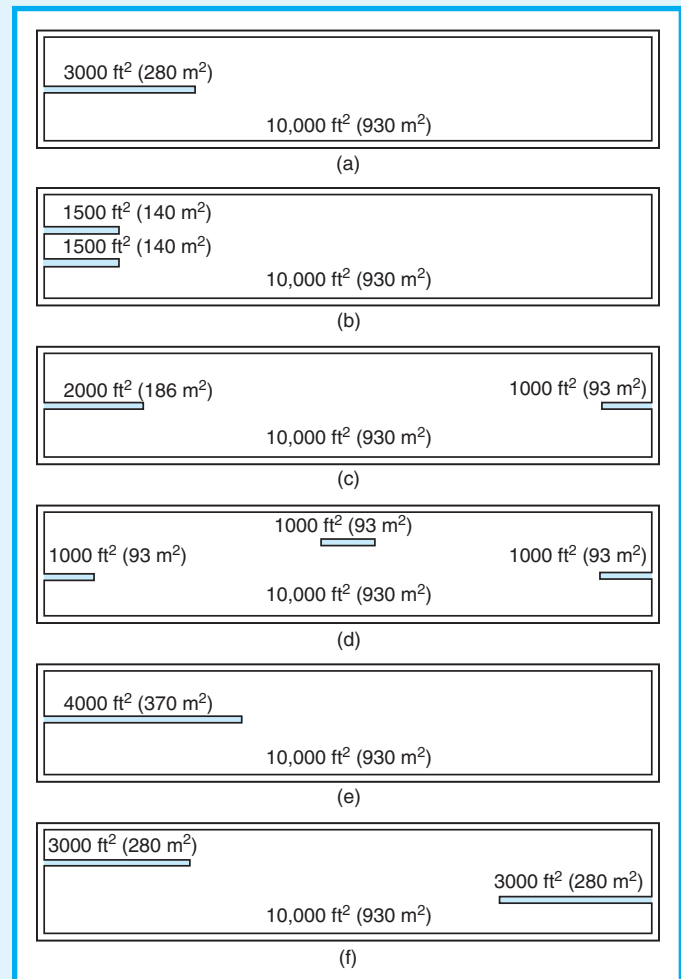 3000 ft² (280 m²)
10,000 ft² (930 m²)
(a)
1500 ft² (140 m²)
1500 ft² (140 m²)
10,000 ft² (930 m²)
(b)
2000 ft² (186 m²)
1000 ft² (93 m²)
10,000 ft² (930 m²)
(c)
1000 ft² (93 m²)
1000 ft² (93 m²)
1000 ft² (93 m²)
10,000 ft² (930 m²)
(d)
4000 ft² (370 m²)
10,000 ft² (930 m²)
(e)
3000 ft² (280 m²)
3000 ft² (280 m²)
10,000 ft² (930 m²)
(f)